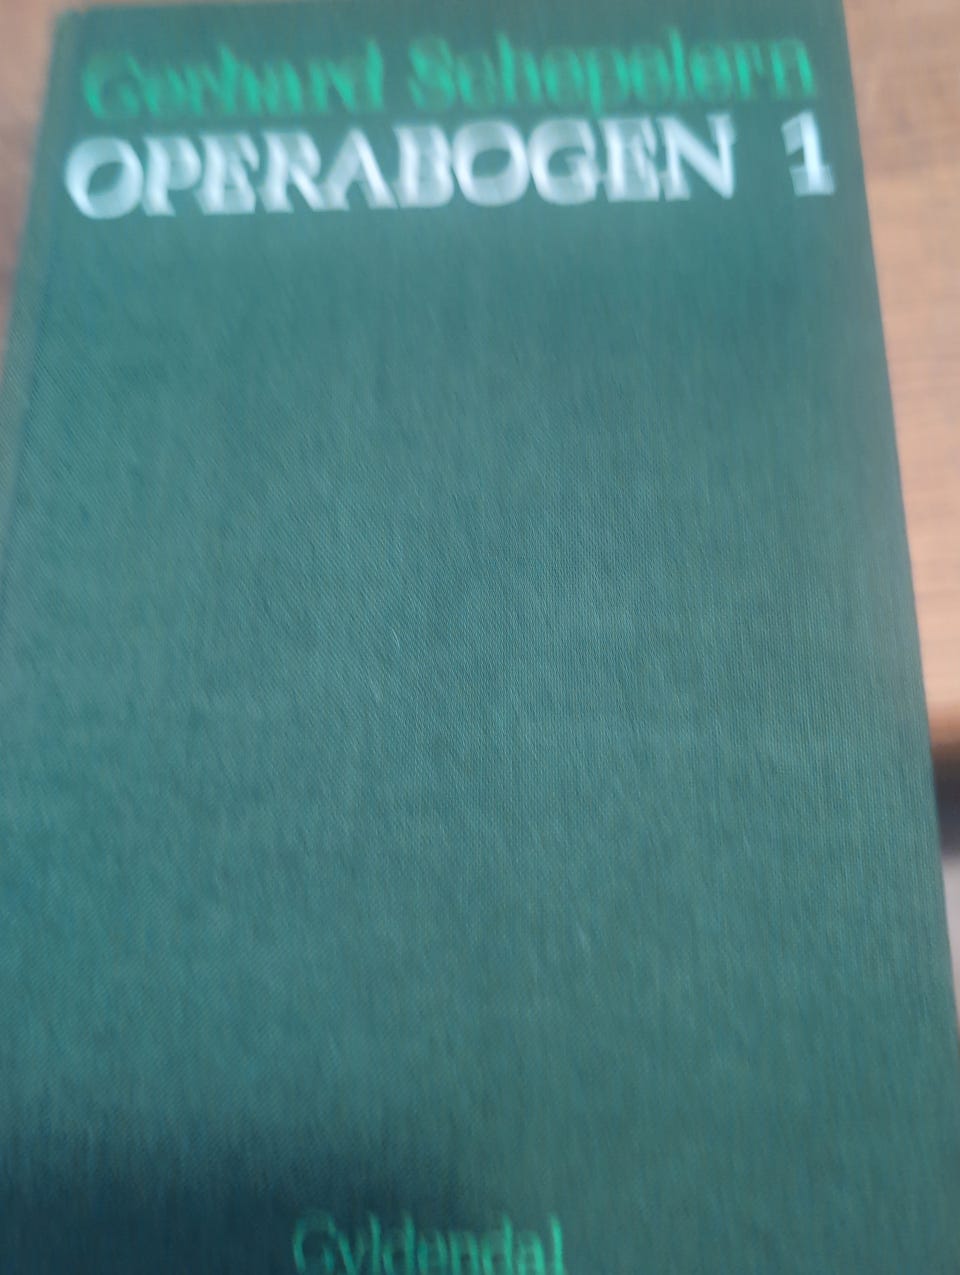 Gerhard Schepelern
OPERABOGEN 1
Gyldendal